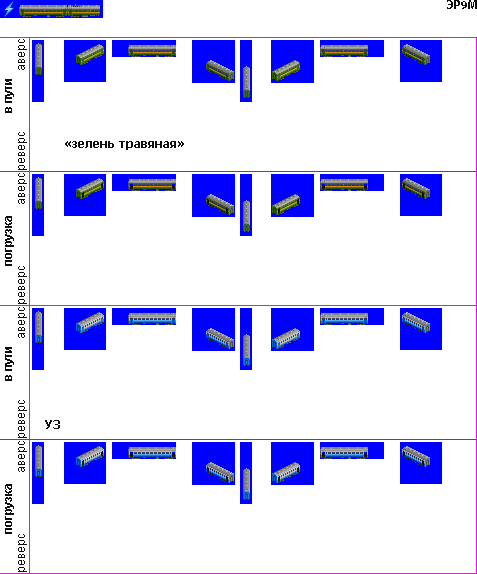 ЭР9М
в пути
аверс
реверс
«зелень травяная»
погрузка
аверс
реверс
в пути
аверс
реверс
УЗ
погрузка
аверс
реверс